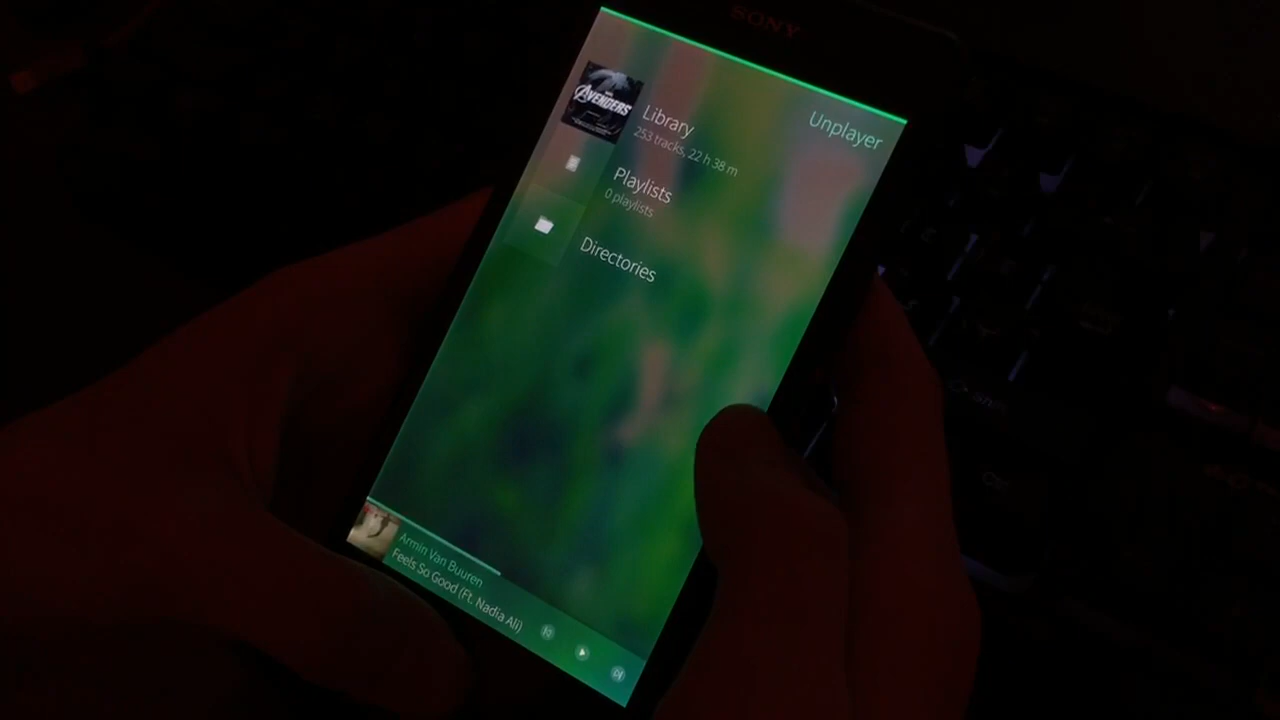 SONY
Unplayer
AVENGERS
Library
253 tracks, 22 h 38 m
Playlists
0 playlists
Directories
Armin Van Buuren
Feels So Good (Ft. Nadia Ali)